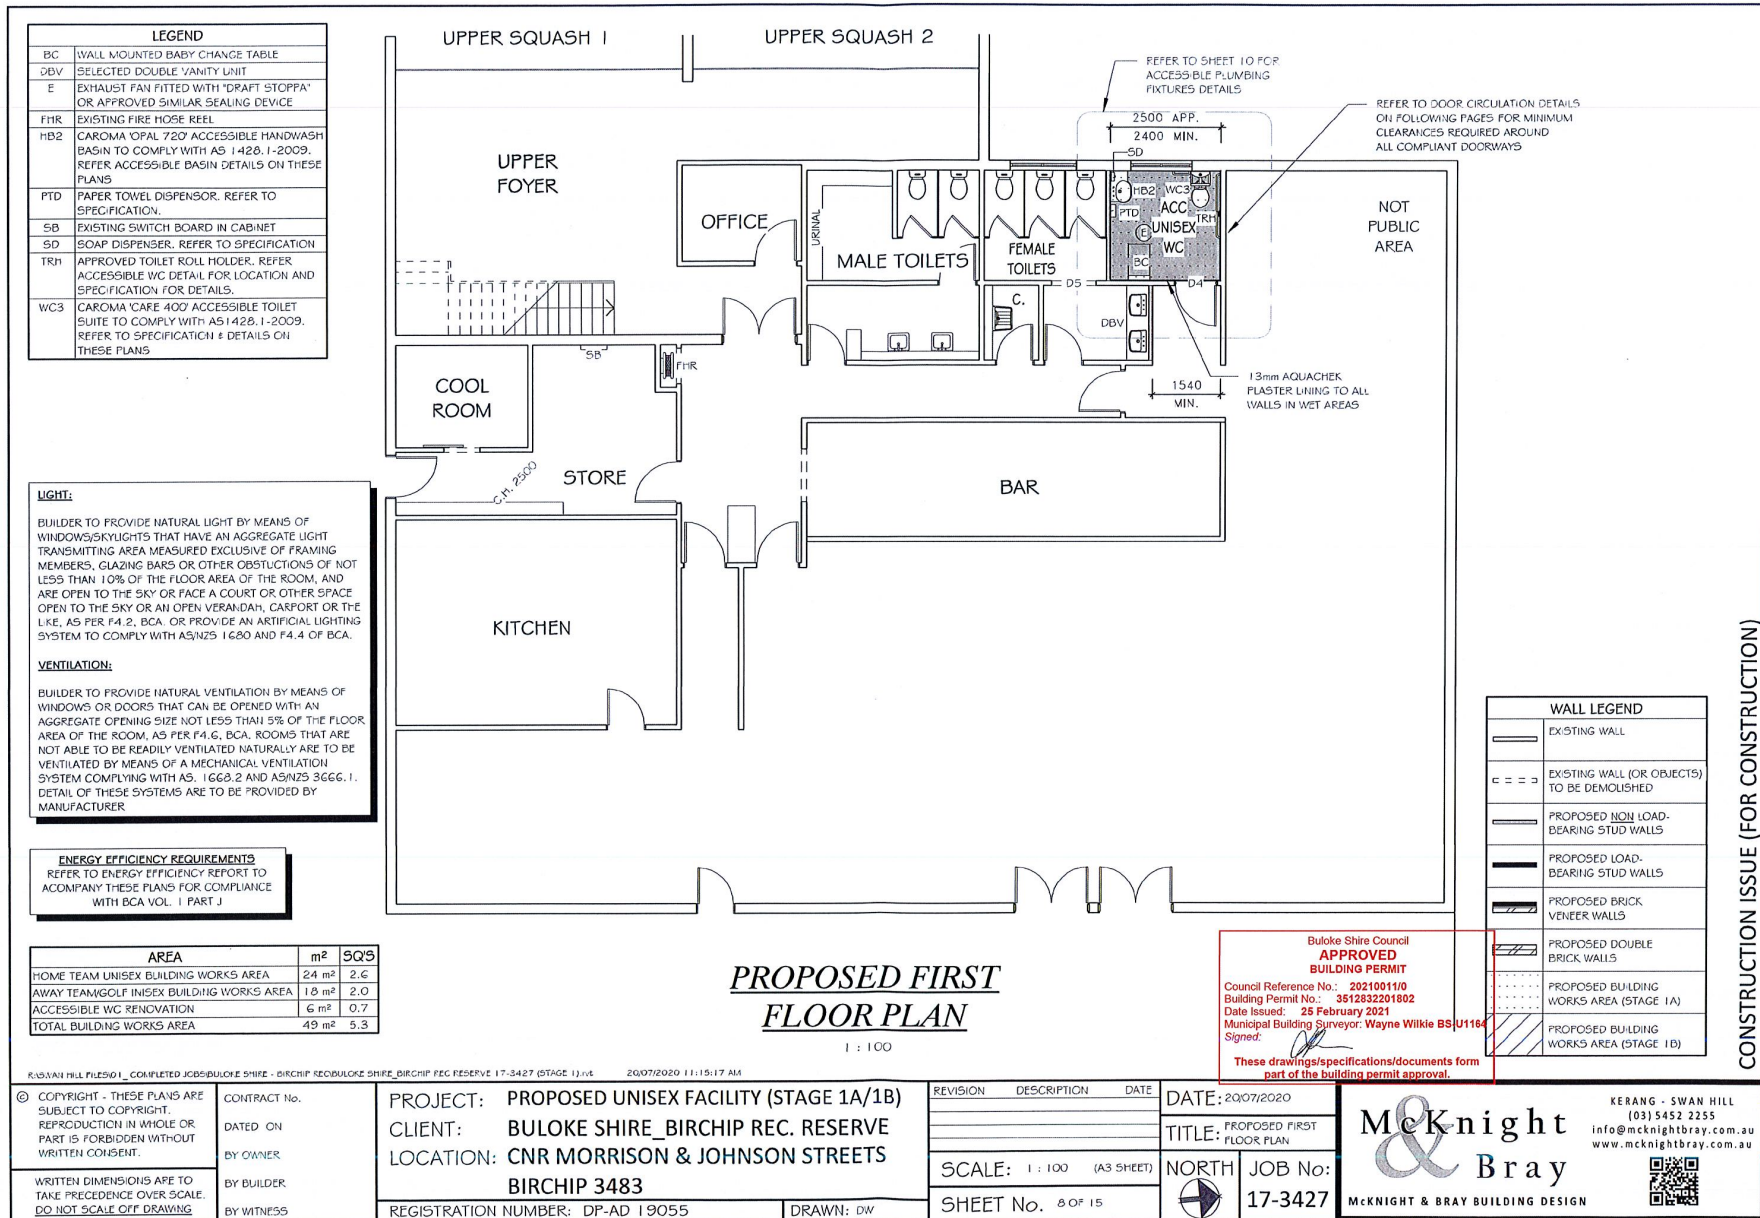 LEGEND
BC WALL MOUNTED BABY CHANGE TABLE
DBV SELECTED DOUBLE VANITY UNIT
E EXHAUST FAN FITTED WITH "DRAFT STOPPA"
OR APPROVED SIMILAR SEALING DEVICE
FHR EXISTING FIRE HOSE REEL
HB2 CAROMA 'OPAL 720' ACCESSIBLE HANDWASH
BASIN TO COMPLY WITH AS 1428.1-2009.
REFER ACCESSIBLE BASIN DETAILS ON THESE
PLANS
PTD PAPER TOWEL DISPENSOR. REFER TO
SPECIFICATION.
SB EXISTING SWITCH BOARD IN CABINET
SD SOAP DISPENSER. REFER TO SPECIFICATION
TRH APPROVED TOILET ROLL HOLDER. REFER
ACCESSIBLE WC DETAIL FOR LOCATION AND
SPECIFICATION FOR DETAILS.
WC3 CAROMA 'CARE 400' ACCESSIBLE TOILET
SUITE TO COMPLY WITH AS1428.1-2009.
REFER TO SPECIFICATION & DETAILS ON
THESE PLANS
UPPER SQUASH 1
UPPER SQUASH 2
REFER TO SHEET 10 FOR
ACCESSIBLE PLUMBING
FIXTURES DETAILS
REFER TO DOOR CIRCULATION DETAILS
ON FOLLOWING PAGES FOR MINIMUM
CLEARANCES REQUIRED AROUND
ALL COMPLIANT DOORWAYS
2500 APP.
2400 MIN.
SD
UPPER
FOYER
OFFICE
URINAL
MALE TOILETS
FEMALE
TOILETS
HB2
WC3
PTD
ACC
UNISEX
WC
TRH
E
BC
D5
D4
NOT
PUBLIC
AREA
C.
DBV
SB
FHR
COOL
ROOM
1540
MIN.
13mm AQUACHEK
PLASTER LINING TO ALL
WALLS IN WET AREAS
C.H. 2500
STORE
BAR
KITCHEN
LIGHT:
BUILDER TO PROVIDE NATURAL LIGHT BY MEANS OF
WINDOWS/SKYLIGHTS THAT HAVE AN AGGREGATE LIGHT
TRANSMITTING AREA MEASURED EXCLUSIVE OF FRAMING
MEMBERS, GLAZING BARS OR OTHER OBSTUCTIONS OF NOT
LESS THAN 10% OF THE FLOOR AREA OF THE ROOM, AND
ARE OPEN TO THE SKY OR FACE A COURT OR OTHER SPACE
OPEN TO THE SKY OR AN OPEN VERANDAH, CARPORT OR THE
LIKE, AS PER F4.2, BCA. OR PROVIDE AN ARTIFICIAL LIGHTING
SYSTEM TO COMPLY WITH AS/NZS 1680 AND F4.4 OF BCA.
VENTILATION:
BUILDER TO PROVIDE NATURAL VENTILATION BY MEANS OF
WINDOWS OR DOORS THAT CAN BE OPENED WITH AN
AGGREGATE OPENING SIZE NOT LESS THAN 5% OF THE FLOOR
AREA OF THE ROOM, AS PER F4.6, BCA. ROOMS THAT ARE
NOT ABLE TO BE READILY VENTILATED NATURALLY ARE TO BE
VENTILATED BY MEANS OF A MECHANICAL VENTILATION
SYSTEM COMPLYING WITH AS. 1668.2 AND AS/NZS 3666.1.
DETAIL OF THESE SYSTEMS ARE TO BE PROVIDED BY
MANUFACTURER
ENERGY EFFICIENCY REQUIREMENTS
REFER TO ENERGY EFFICIENCY REPORT TO
ACOMPANY THESE PLANS FOR COMPLIANCE
WITH BCA VOL. 1 PART J
AREA m² SQ'S
HOME TEAM UNISEX BUILDING WORKS AREA 24 m² 2.6
AWAY TEAM/GOLF INISEX BUILDING WORKS AREA 18 m² 2.0
ACCESSIBLE WC RENOVATION 6 m² 0.7
TOTAL BUILDING WORKS AREA 49 m² 5.3
PROPOSED FIRST
FLOOR PLAN
1 : 100
Buloke Shire Council
APPROVED
BUILDING PERMIT
Council Reference No.: 20210011/0
Building Permit No.: 3512832201802
Date Issued: 25 February 2021
Municipal Building Surveyor: Wayne Wilkie BS-U1164
Signed:
These drawings/specifications/documents form
part of the building permit approval.
WALL LEGEND
EXISTING WALL
EXISTING WALL (OR OBJECTS)
TO BE DEMOLISHED
PROPOSED NON LOAD-
BEARING STUD WALLS
PROPOSED LOAD-
BEARING STUD WALLS
PROPOSED BRICK
VENEER WALLS
PROPOSED DOUBLE
BRICK WALLS
PROPOSED BUILDING
WORKS AREA (STAGE 1A)
PROPOSED BUILDING
WORKS AREA (STAGE 1B)
CONSTRUCTION ISSUE (FOR CONSTRUCTION)
R:\SWAN HILL FILES\01_COMPLETED JOBS\BULOKE SHIRE - BIRCHIP REC\BULOKE SHIRE_BIRCHIP REC RESERVE 17-3427 (STAGE 1).rvt 20/07/2020 11:15:17 AM
© COPYRIGHT - THESE PLANS ARE
SUBJECT TO COPYRIGHT.
REPRODUCTION IN WHOLE OR
PART IS FORBIDDEN WITHOUT
WRITTEN CONSENT.
WRITTEN DIMENSIONS ARE TO
TAKE PRECEDENCE OVER SCALE.
DO NOT SCALE OFF DRAWING
CONTRACT No.
DATED ON
BY OWNER
BY BUILDER
BY WITNESS
PROJECT: PROPOSED UNISEX FACILITY (STAGE 1A/1B)
CLIENT: BULOKE SHIRE_BIRCHIP REC. RESERVE
LOCATION: CNR MORRISON & JOHNSON STREETS
BIRCHIP 3483
REGISTRATION NUMBER: DP-AD 19055
DRAWN: DW
REVISION DESCRIPTION DATE
SCALE: 1 : 100 (A3 SHEET)
SHEET No. 8 OF 15
DATE: 20/07/2020
TITLE: PROPOSED FIRST
FLOOR PLAN
NORTH
JOB No:
17-3427
McKnight
&
Bray
McKNIGHT & BRAY BUILDING DESIGN
KERANG - SWAN HILL
(03) 5452 2255
info@mcknightbray.com.au
www.mcknightbray.com.au